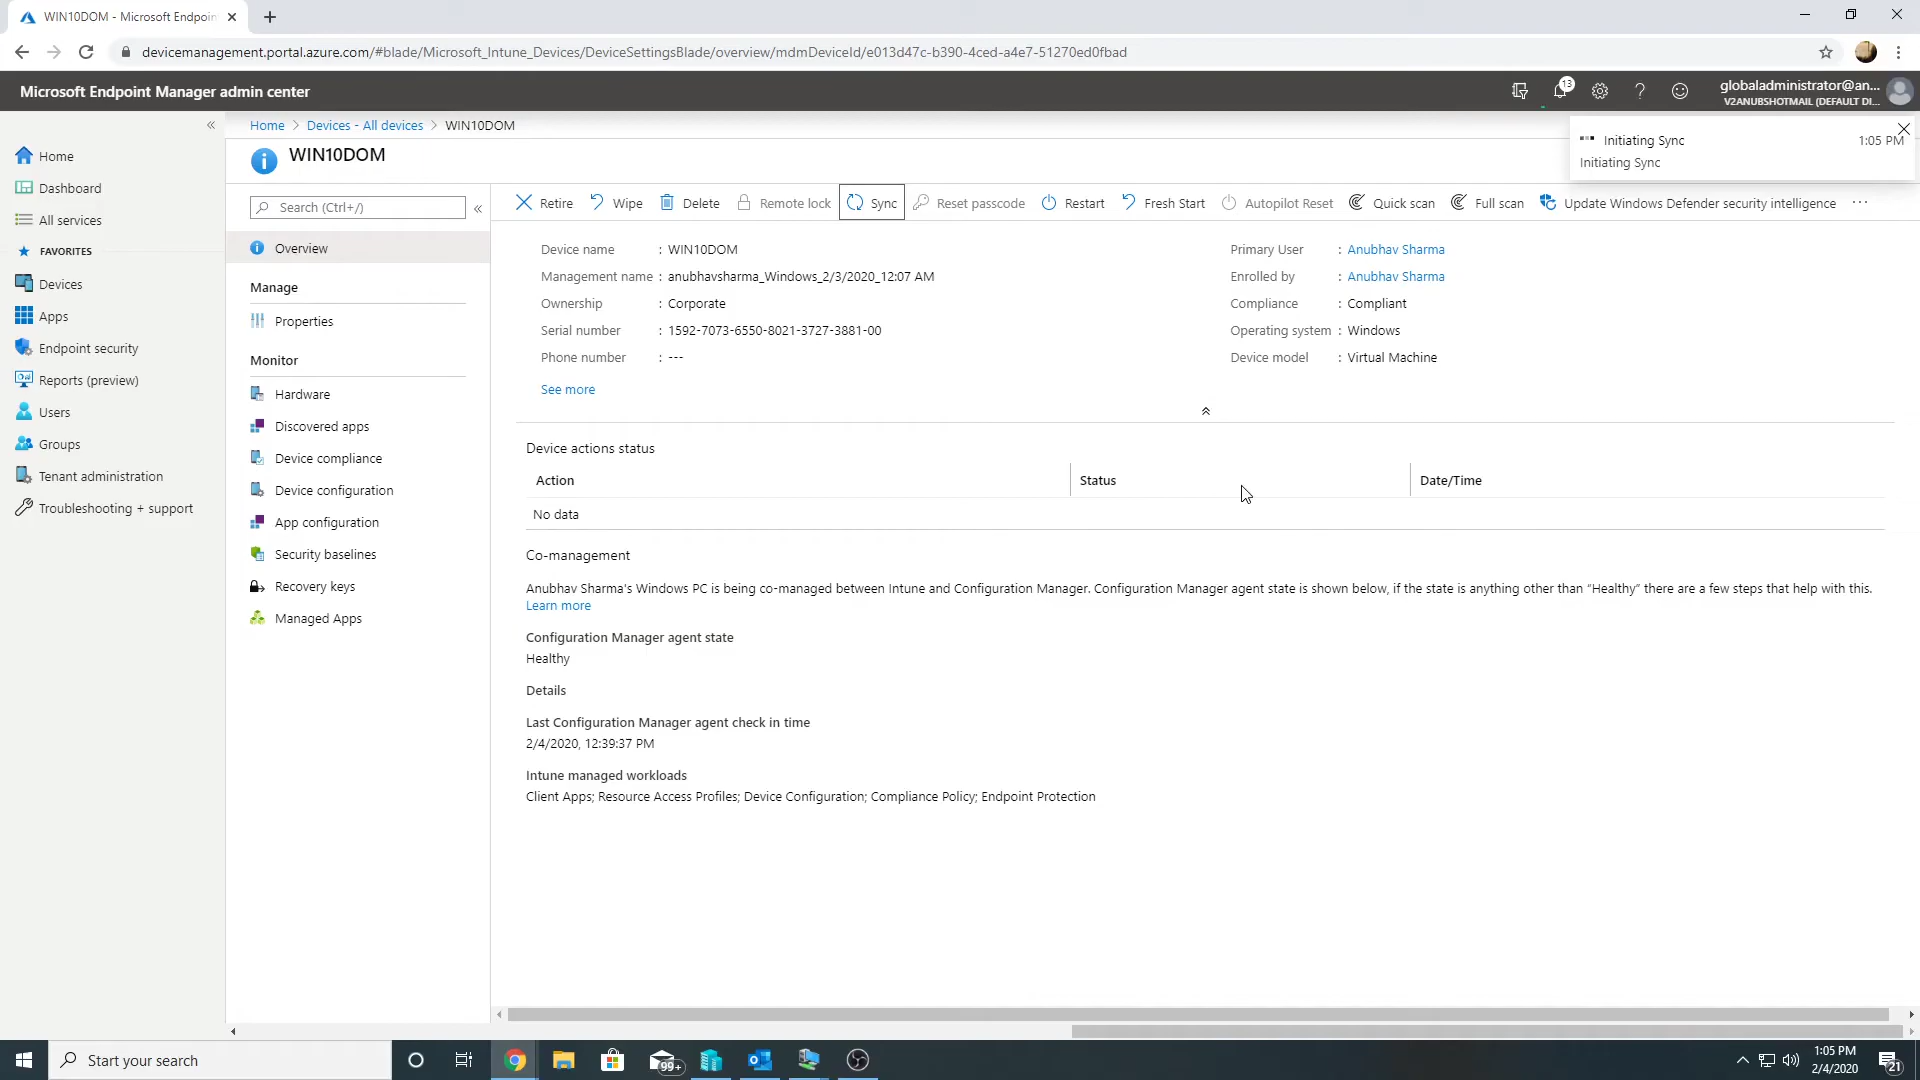 WIN10DOM - Microsoft Endpoin
devicemanagement.portal.azure.com/#blade/Microsoft_Intune_Devices/DeviceSettingsBlade/overview/mdmDeviceId/e013d47c-b390-4ced-a4e7-51270ed0fbad
Microsoft Endpoint Manager admin center
13
globaladministrator@an...
V2ANUBSHOTMAIL (DEFAULT DI...
Home > Devices - All devices > WIN10DOM
WIN10DOM
Initiating Sync 1:05 PM
Initiating Sync
Home
Dashboard
All services
FAVORITES
Devices
Apps
Endpoint security
Reports (preview)
Users
Groups
Tenant administration
Troubleshooting + support
Search (Ctrl+/)
Overview
Manage
Properties
Monitor
Hardware
Discovered apps
Device compliance
Device configuration
App configuration
Security baselines
Recovery keys
Managed Apps
Retire Wipe Delete Remote lock Sync Reset passcode Restart Fresh Start Autopilot Reset Quick scan Full scan Update Windows Defender security intelligence ...
Device name : WIN10DOM
Management name : anubhavsharma_Windows_2/3/2020_12:07 AM
Ownership : Corporate
Serial number : 1592-7073-6550-8021-3727-3881-00
Phone number : ---
See more
Primary User : Anubhav Sharma
Enrolled by : Anubhav Sharma
Compliance : Compliant
Operating system : Windows
Device model : Virtual Machine
Device actions status
Action Status Date/Time
No data
Co-management
Anubhav Sharma's Windows PC is being co-managed between Intune and Configuration Manager. Configuration Manager agent state is shown below, if the state is anything other than “Healthy” there are a few steps that help with this.
Learn more
Configuration Manager agent state
Healthy
Details
Last Configuration Manager agent check in time
2/4/2020, 12:39:37 PM
Intune managed workloads
Client Apps; Resource Access Profiles; Device Configuration; Compliance Policy; Endpoint Protection
Start your search
99+
1:05 PM
2/4/2020
21